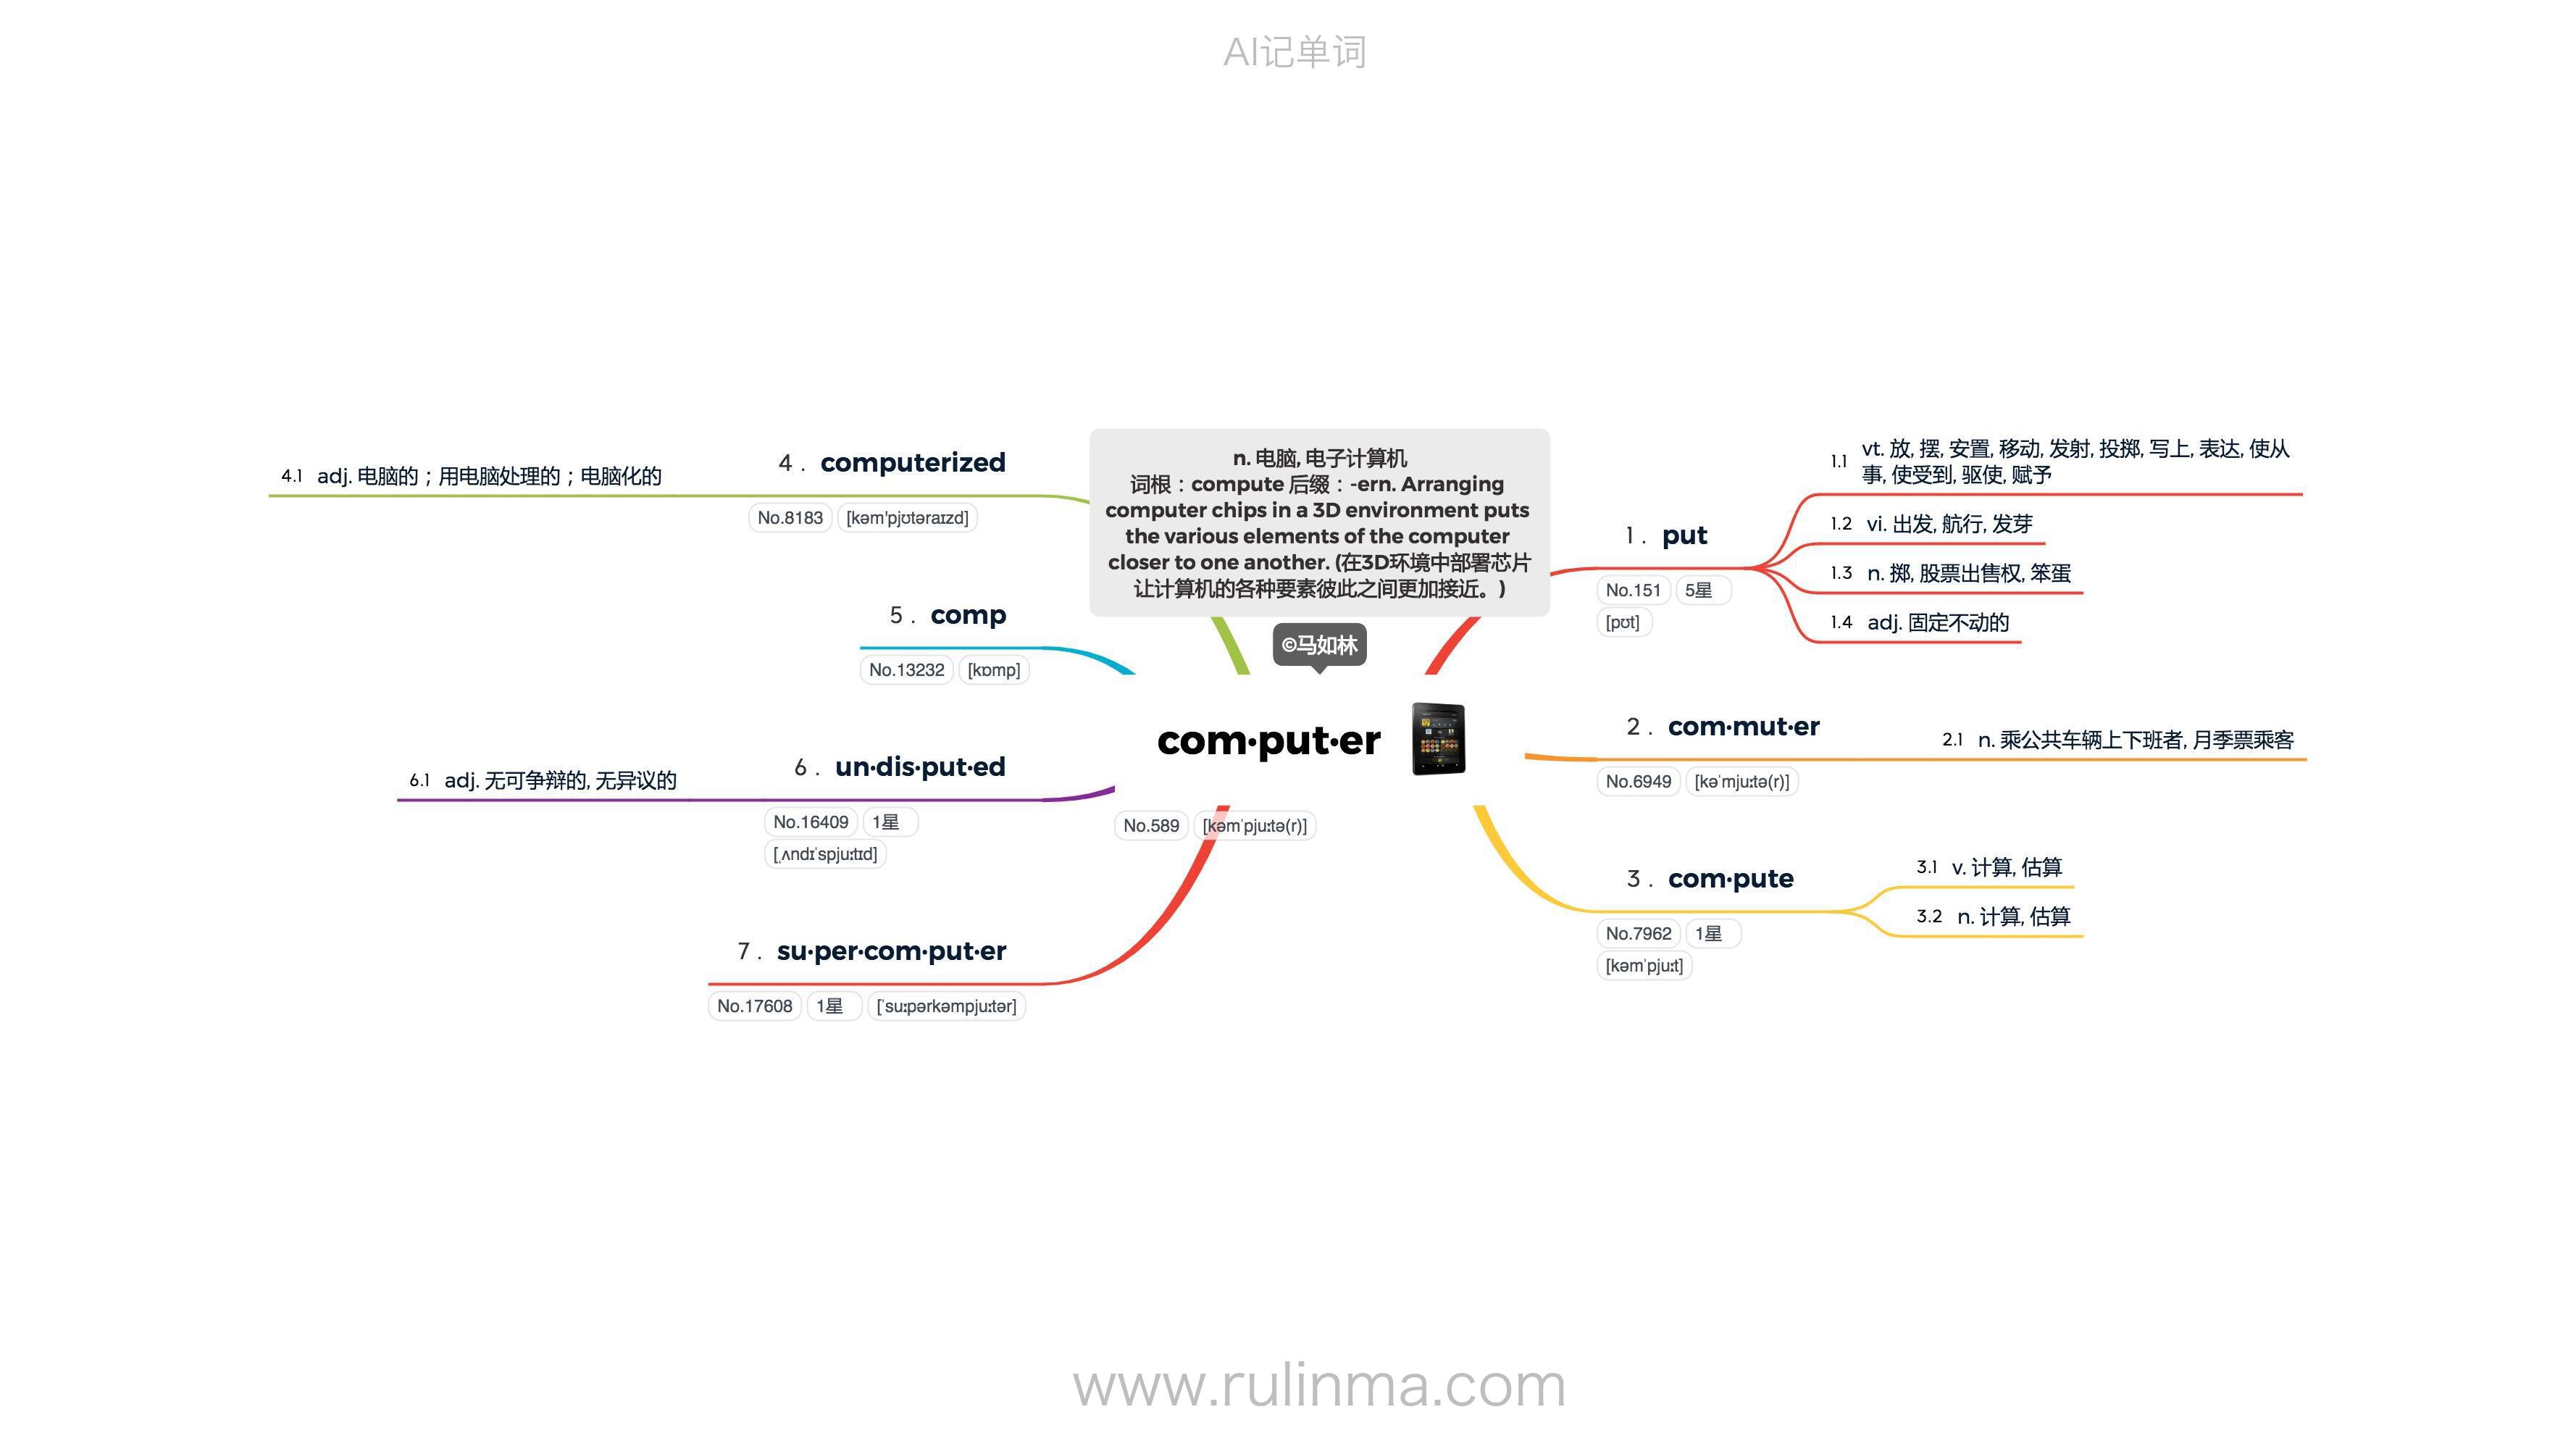 AI记单词
n. 电脑, 电子计算机
词根：compute 后缀：-ern. Arranging
computer chips in a 3D environment puts
the various elements of the computer
closer to one another. (在3D环境中部署芯片
让计算机的各种要素彼此之间更加接近。)
©马如林
com·put·er
No.589 [kəmˈpjuːtə(r)]
1. put
No.151 5星
[pʊt]
1.1 vt. 放, 摆, 安置, 移动, 发射, 投掷, 写上, 表达, 使从
事, 使受到, 驱使, 赋予
1.2 vi. 出发, 航行, 发芽
1.3 n. 掷, 股票出售权, 笨蛋
1.4 adj. 固定不动的
2. com·mut·er
No.6949 [kəˈmjuːtə(r)]
2.1 n. 乘公共车辆上下班者, 月季票乘客
3. com·pute
No.7962 1星
[kəmˈpjuːt]
3.1 v. 计算, 估算
3.2 n. 计算, 估算
4. computerized
No.8183 [kəm'pjʊtəraɪzd]
4.1 adj. 电脑的；用电脑处理的；电脑化的
5. comp
No.13232 [kɒmp]
6. un·dis·put·ed
No.16409 1星
[ˌʌndɪˈspjuːtɪd]
6.1 adj. 无可争辩的, 无异议的
7. su·per·com·put·er
No.17608 1星 [ˈsuːpərkəmpjuːtər]
www.rulinma.com